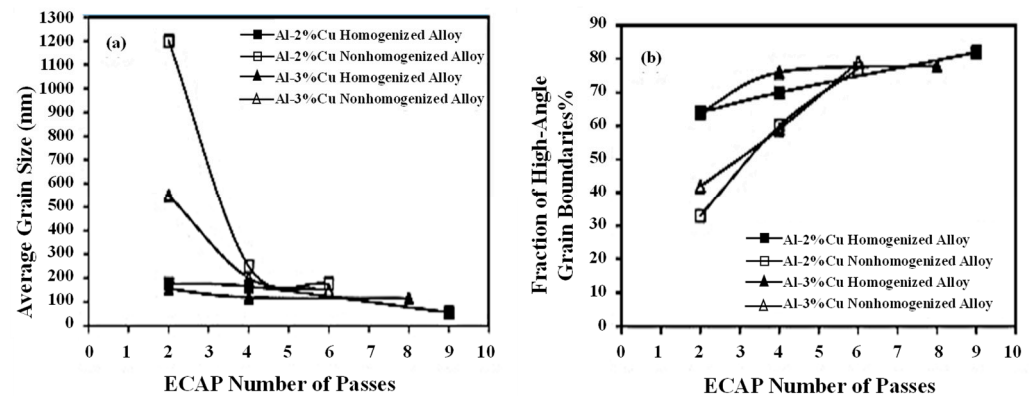 1300
1200
1100
1000
900
800
700
600
500
400
300
200
100
0
Average Grain Size (nm)
(a)
Al-2%Cu Homogenized Alloy
Al-2%Cu Nonhomogenized Alloy
Al-3%Cu Homogenized Alloy
Al-3%Cu Nonhomogenized Alloy
0 1 2 3 4 5 6 7 8 9 10
ECAP Number of Passes
90
80
70
60
50
40
30
20
10
0
Fraction of High-Angle
Grain Boundaries%
(b)
Al-2%Cu Homogenized Alloy
Al-2%Cu Nonhomogenized Alloy
Al-3%Cu Homogenized Alloy
Al-3%Cu Nonhomogenized Alloy
0 1 2 3 4 5 6 7 8 9 10
ECAP Number of Passes